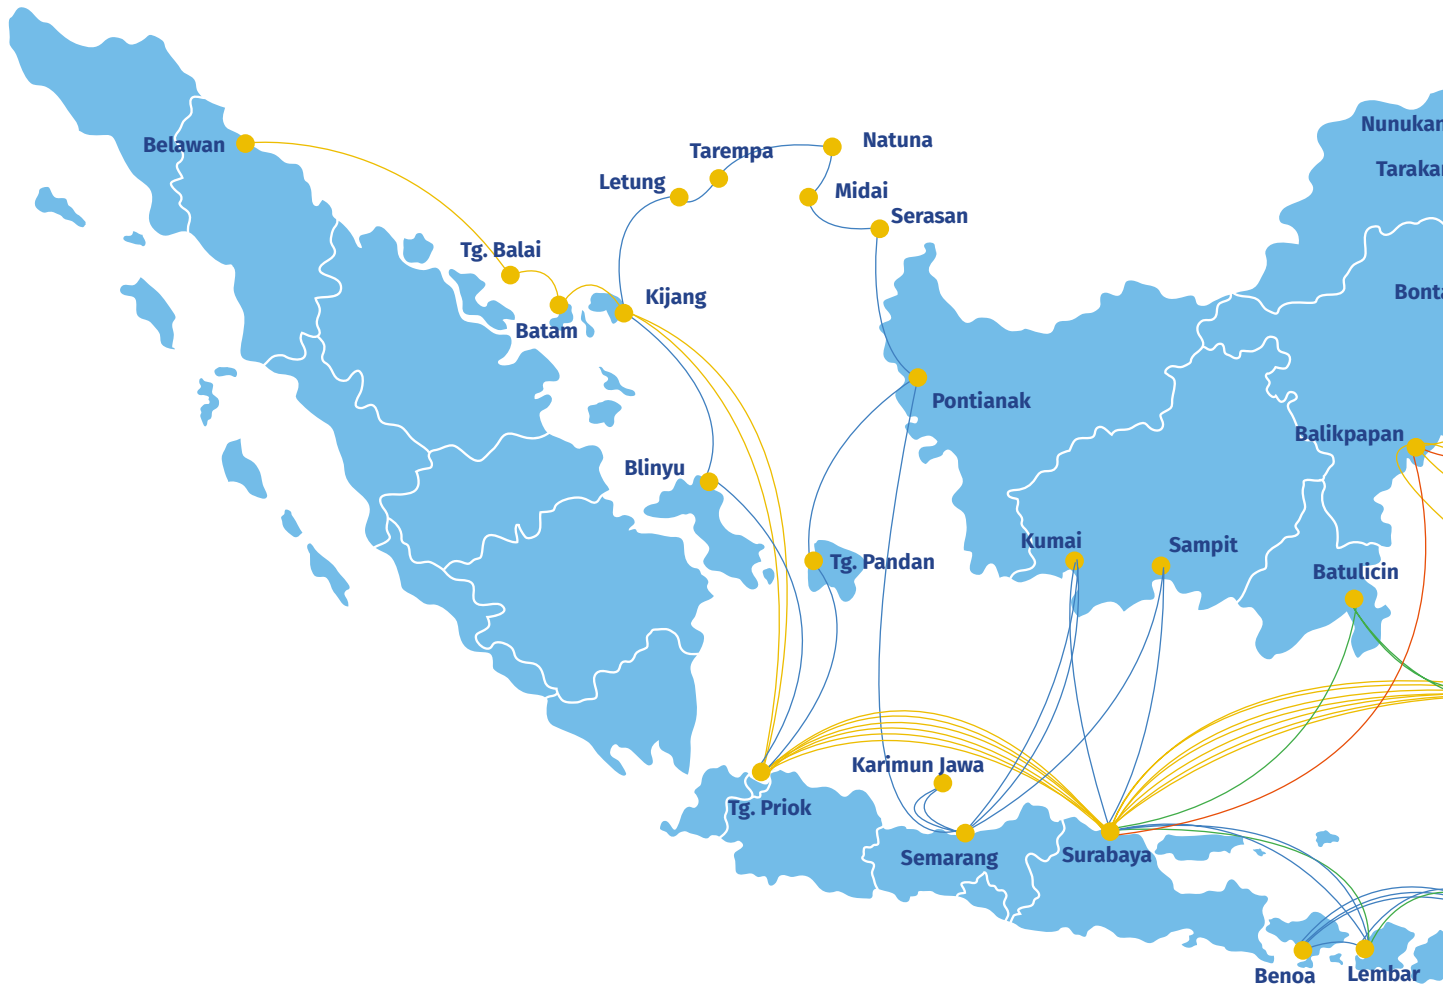 Nunukan
Belawan
Natuna
Tarempa
Tarakan
Letung
Midai
Serasan
Tg. Balai
Kijang
Bonta
Batam
Pontianak
Balikpapan
Blinyu
Kumai
Sampit
Tg. Pandan
Batulicin
Karimun Jawa
Tg. Priok
Semarang
Surabaya
Benoa
Lembar